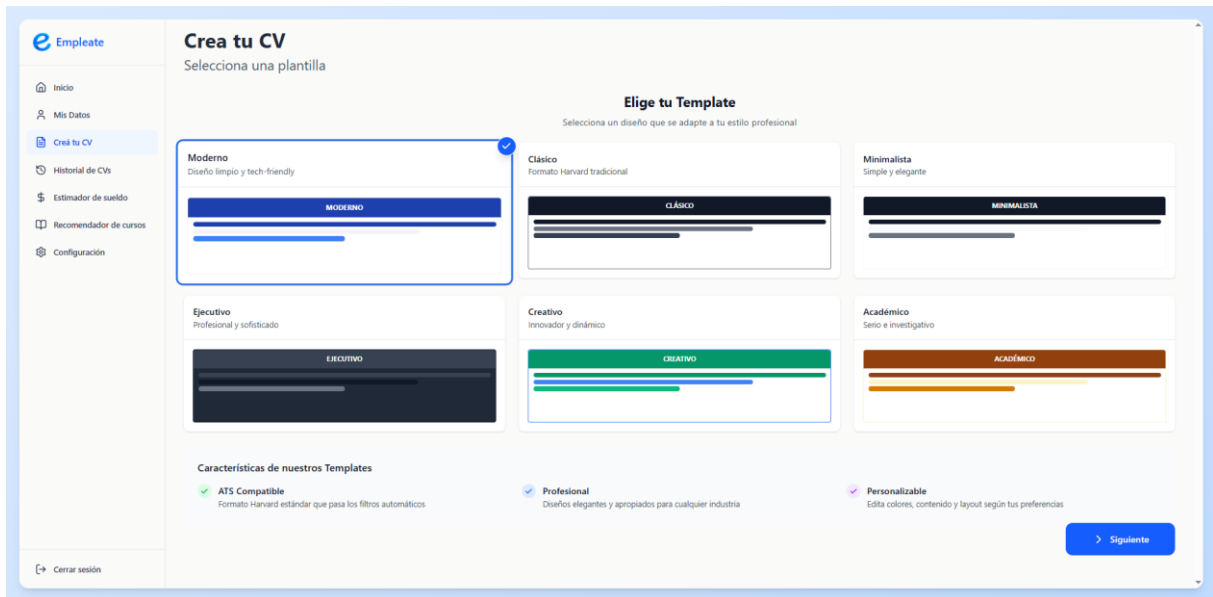 Empleate
Inicio
Mis Datos
Creá tu CV
Historial de CVs
Estimador de sueldo
Recomendador de cursos
Configuración
Cerrar sesión
Crea tu CV
Selecciona una plantilla
Elige tu Template
Selecciona un diseño que se adapte a tu estilo profesional
Moderno
Diseño limpio y tech-friendly
MODERNO
Clásico
Formato Harvard tradicional
CLÁSICO
Minimalista
Simple y elegante
MINIMALISTA
Ejecutivo
Profesional y sofisticado
EJECUTIVO
Creativo
Innovador y dinámico
CREATIVO
Académico
Serio e investigativo
ACADÉMICO
Características de nuestros Templates
ATS Compatible
Formato Harvard estándar que pasa los filtros automáticos
Profesional
Diseños elegantes y apropiados para cualquier industria
Personalizable
Edita colores, contenido y layout según tus preferencias
Siguiente